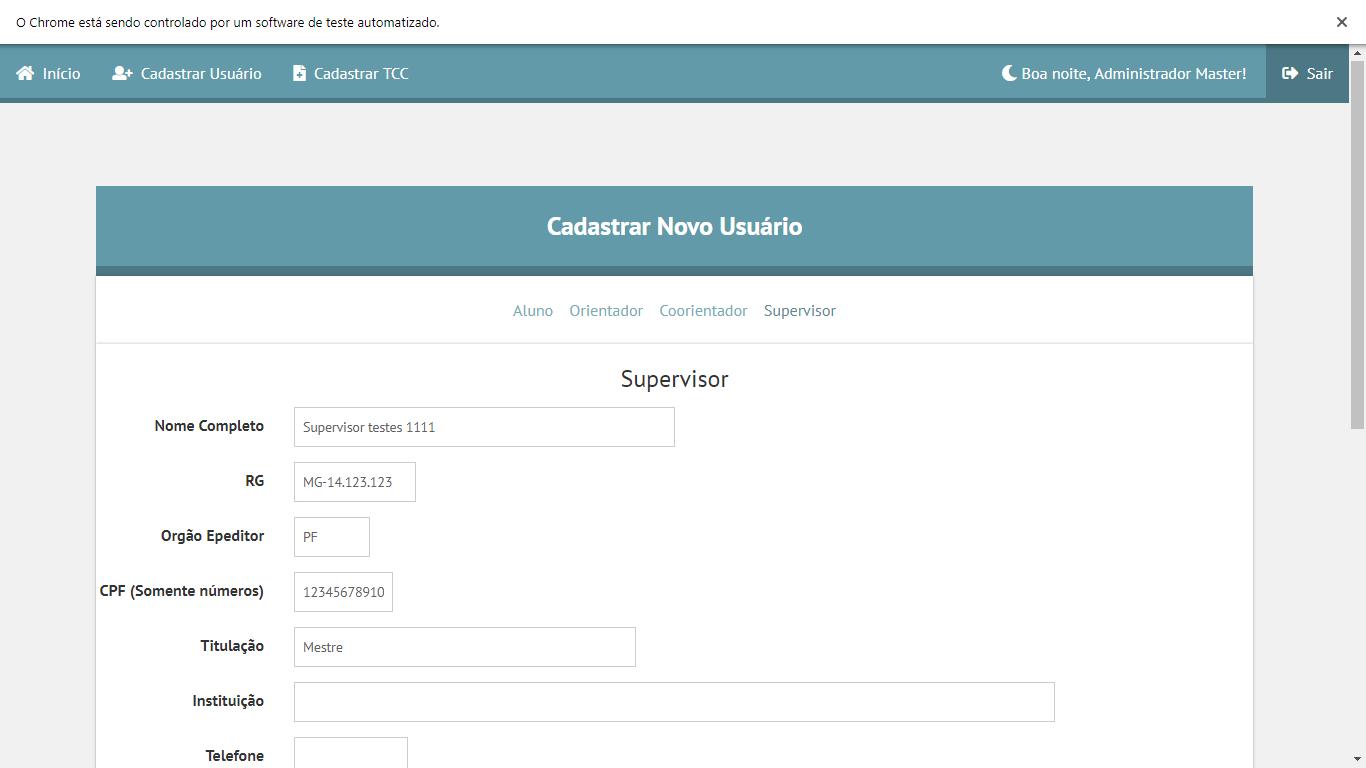 O Chrome está sendo controlado por um software de teste automatizado.
Início Cadastrar Usuário Cadastrar TCC Boa noite, Administrador Master! Sair
Cadastrar Novo Usuário
Aluno Orientador Coorientador Supervisor
Supervisor
Nome Completo Supervisor testes 1111
RG MG-14.123.123
Orgão Epeditor PF
CPF (Somente números) 12345678910
Titulação Mestre
Instituição
Telefone